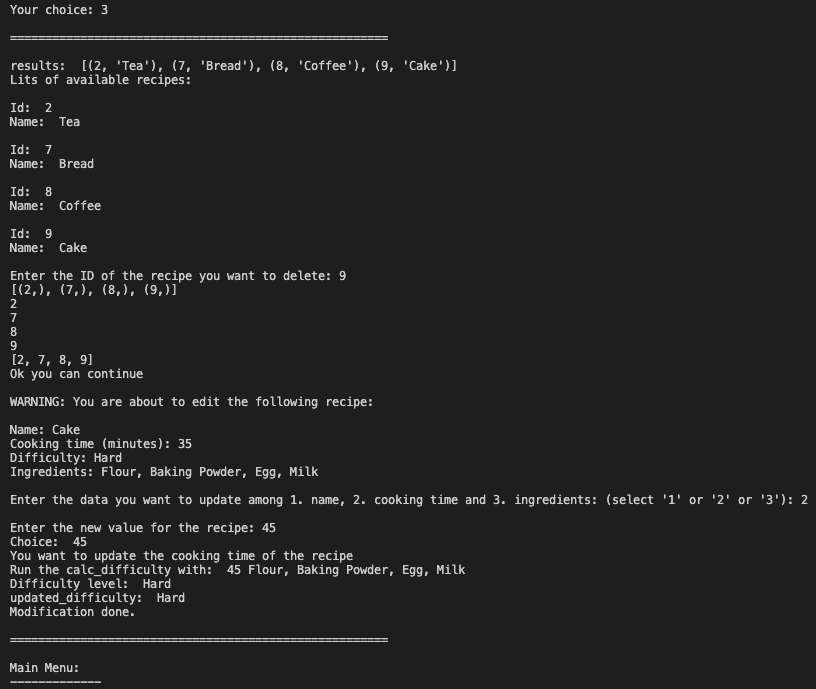 Your choice: 3
======================================================
results:  [(2, 'Tea'), (7, 'Bread'), (8, 'Coffee'), (9, 'Cake')]
Lits of available recipes:
Id:  2
Name:  Tea
Id:  7
Name:  Bread
Id:  8
Name:  Coffee
Id:  9
Name:  Cake
Enter the ID of the recipe you want to delete: 9
[(2,), (7,), (8,), (9,)]
2
7
8
9
[2, 7, 8, 9]
Ok you can continue
WARNING: You are about to edit the following recipe:
Name: Cake
Cooking time (minutes): 35
Difficulty: Hard
Ingredients: Flour, Baking Powder, Egg, Milk
Enter the data you want to update among 1. name, 2. cooking time and 3. ingredients: (select '1' or '2' or '3'): 2
Enter the new value for the recipe: 45
Choice:  45
You want to update the cooking time of the recipe
Run the calc_difficulty with:  45 Flour, Baking Powder, Egg, Milk
Difficulty level:  Hard
updated_difficulty:  Hard
Modification done.
======================================================
Main Menu:
-------------